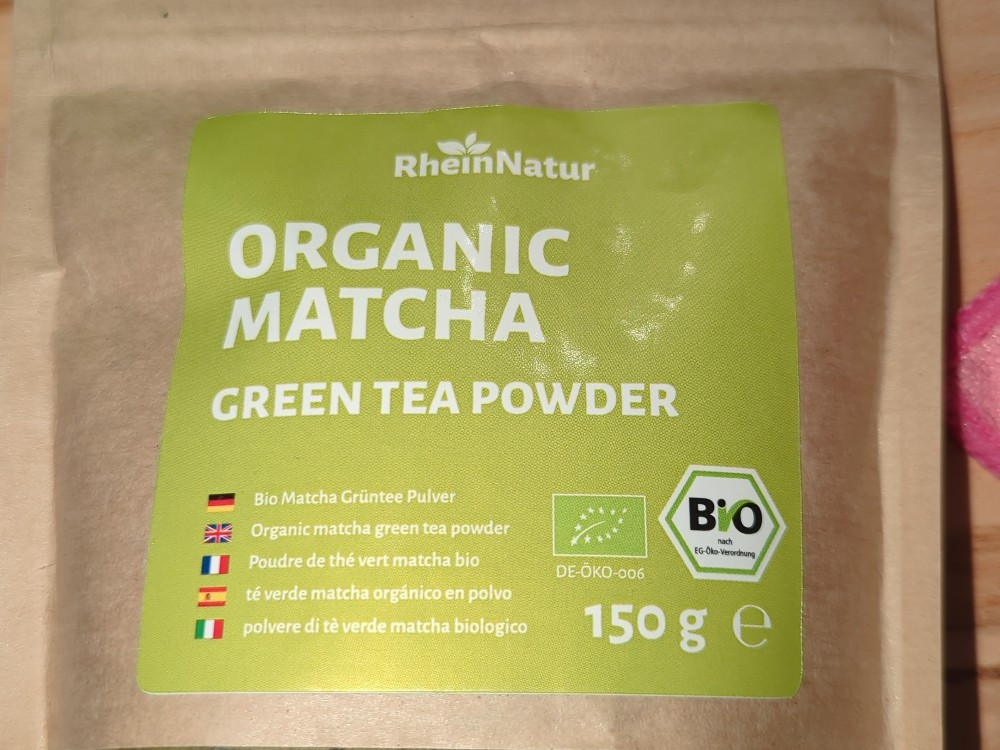 RheinNatur
ORGANIC
MATCHA
GREEN TEA POWDER
Bio Matcha Grüntee Pulver
Organic matcha green tea powder
Poudre de thé vert matcha bio
té verde matcha orgánico en polvo
polvere di tè verde matcha biologico
DE-ÖKO-006
Bio
nach
EG-Öko-Verordnung
150 g ℮